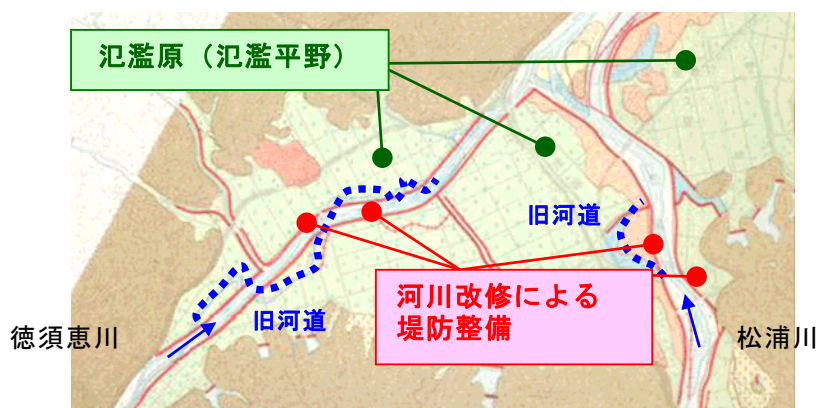 氾濫原（氾濫平野）
旧河道
河川改修による
堤防整備
旧河道
徳須恵川
松浦川